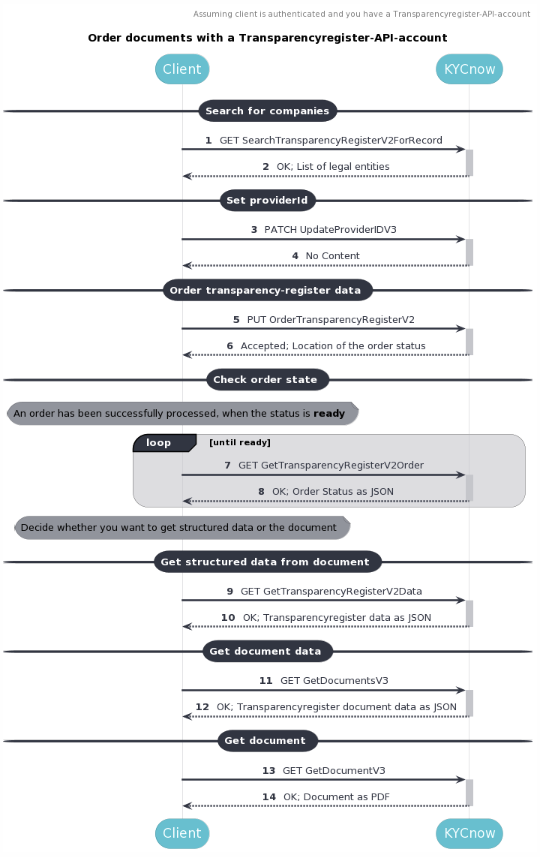 Assuming client is authenticated and you have a Transparencyregister-API-account
Order documents with a Transparencyregister-API-account
Client KYCnow
Search for companies
1 GET SearchTransparencyRegisterV2ForRecord
2 OK; List of legal entities
Set providerId
3 PATCH UpdateProviderIDV3
4 No Content
Order transparency-register data
5 PUT OrderTransparencyRegisterV2
6 Accepted; Location of the order status
Check order state
An order has been successfully processed, when the status is ready
loop [until ready]
7 GET GetTransparencyRegisterV2Order
8 OK; Order Status as JSON
Decide whether you want to get structured data or the document
Get structured data from document
9 GET GetTransparencyRegisterV2Data
10 OK; Transparencyregister data as JSON
Get document data
11 GET GetDocumentsV3
12 OK; Transparencyregister document data as JSON
Get document
13 GET GetDocumentV3
14 OK; Document as PDF
Client KYCnow